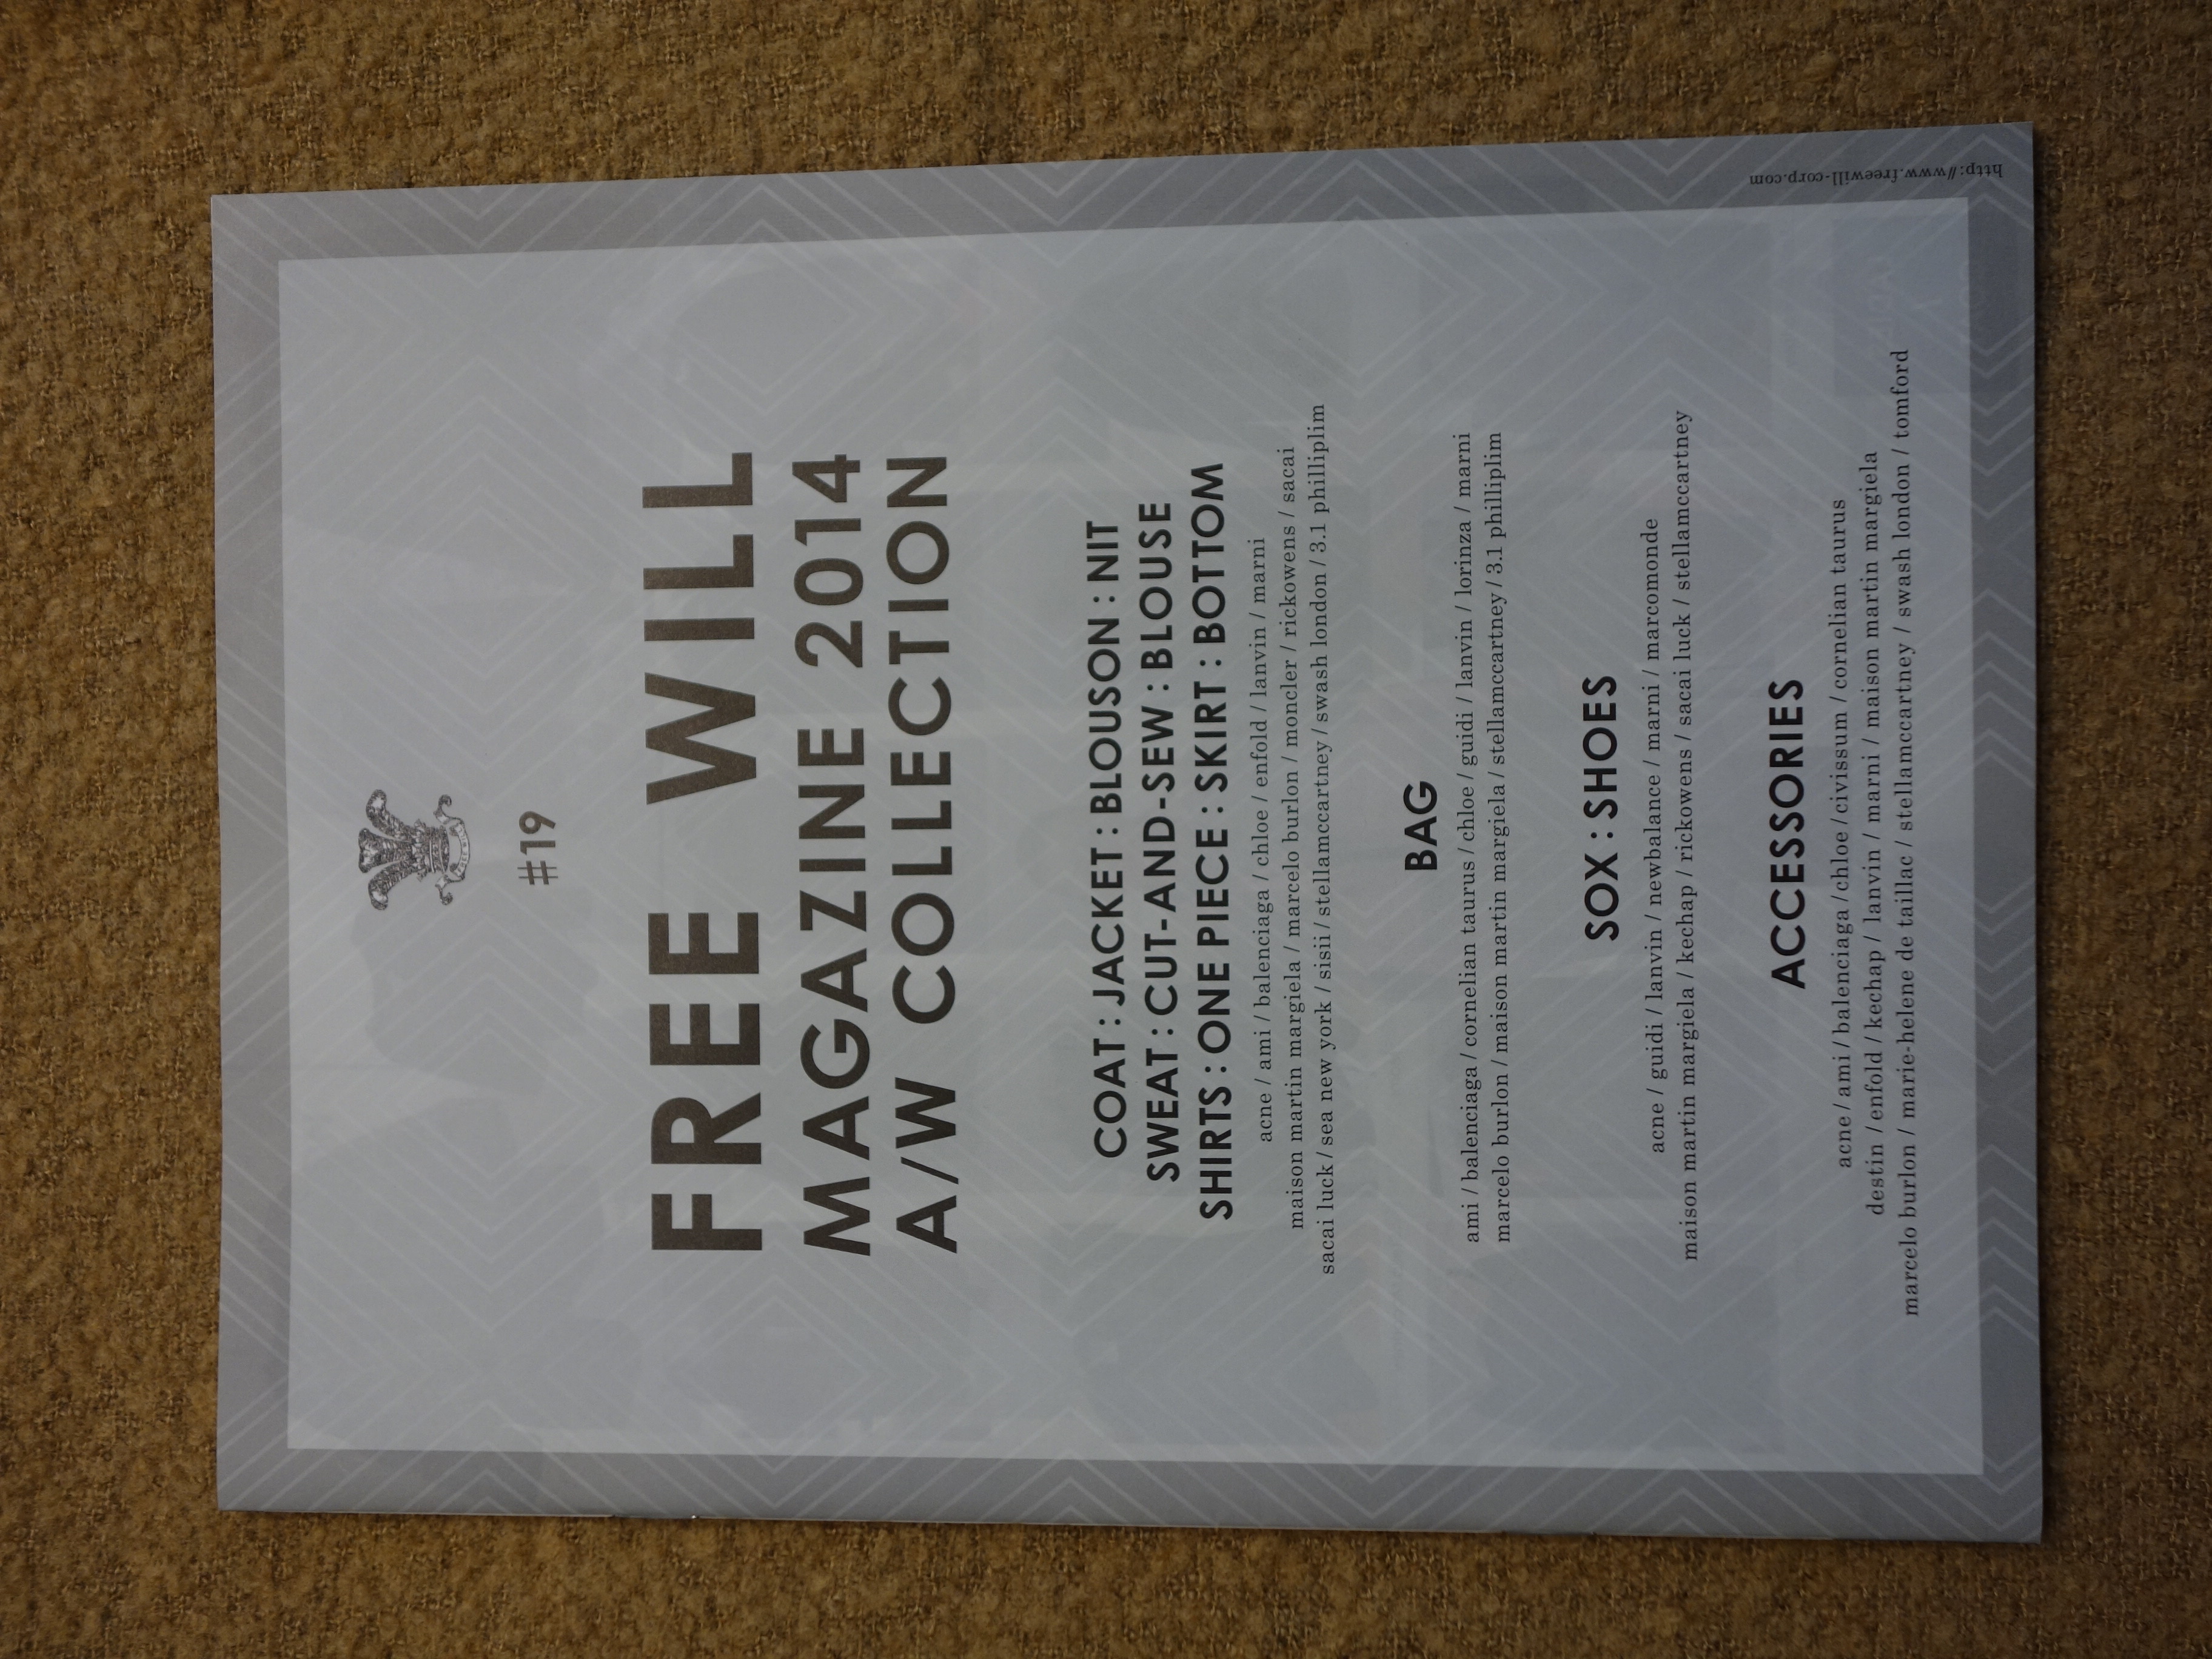 #19
FREE WILL
MAGAZINE 2014
A/W COLLECTION
COAT : JACKET : BLOUSON : NIT
SWEAT : CUT-AND-SEW : BLOUSE
SHIRTS : ONE PIECE : SKIRT : BOTTOM
acne / ami / balenciaga / chloe / enfold / lanvin / marni
maison martin margiela / marcelo burlon / moncler / rickowens / sacai
sacai luck / sea new york / sisii / stellamccartney / swash london / 3.1 philliplim
BAG
ami / balenciaga / cornelian taurus / chloe / guidi / lanvin / lorinza / marni
marcelo burlon / maison martin margiela / stellamccartney / 3.1 philliplim
SOX : SHOES
acne / guidi / lanvin / newbalance / marni / marcomonde
maison martin margiela / kechap / rickowens / sacai luck / stellamccartney
ACCESSORIES
acne / ami / balenciaga / chloe / civissum / cornelian taurus
destin / enfold / kechap / lanvin / marni / maison martin margiela
marcelo burlon / marie-helene de taillac / stellamccartney / swash london / tomford
http://www.freewill-corp.com